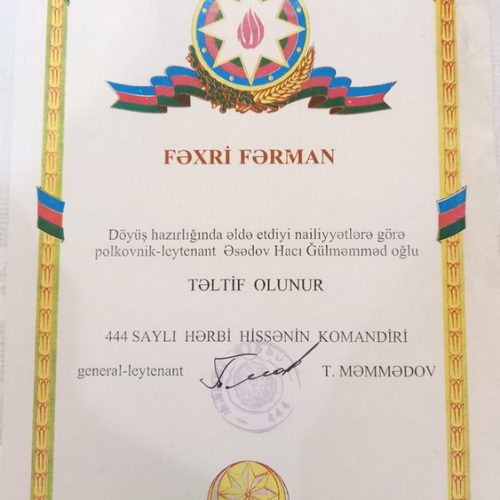 FƏXRİ FƏRMAN
Döyüş hazırlığında əldə etdiyi nailiyyətlərə görə
polkovnik-leytenant Əsədov Hacı Ğülməmməd oğlu
TƏLTİF OLUNUR
444 SAYLI HƏRBİ HİSSƏNİN KOMANDİRİ
general-leytenant T. MƏMMƏDOV